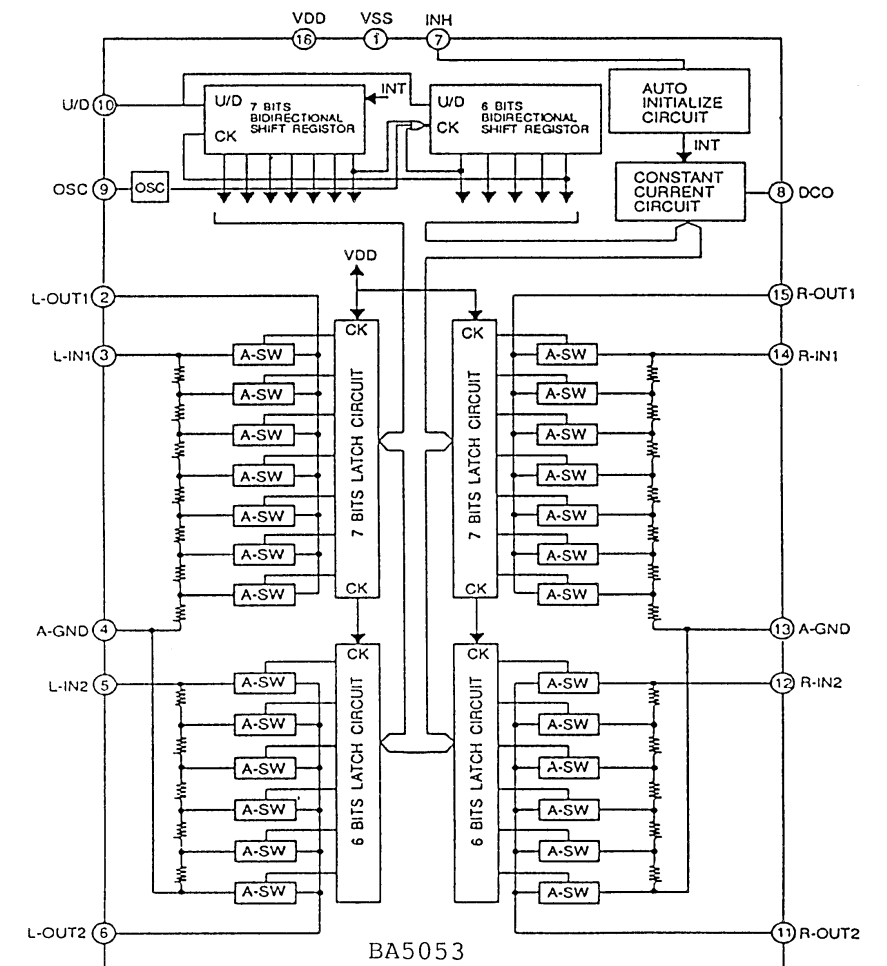 VDD VSS INH
16 1 7
U/D 10
U/D 7 BITS BIDIRECTIONAL SHIFT REGISTOR
CK
INT
U/D 6 BITS BIDIRECTIONAL SHIFT REGISTOR
CK
AUTO
INITIALIZE
CIRCUIT
INT
OSC 9 OSC
CONSTANT
CURRENT
CIRCUIT
8 DCO
VDD
L-OUT1 2
15 R-OUT1
CK CK
L-IN1 3 A-SW
A-SW 14 R-IN1
A-SW A-SW
A-SW A-SW
A-SW A-SW
A-SW A-SW
A-SW A-SW
A-SW A-SW
7 BITS LATCH CIRCUIT
7 BITS LATCH CIRCUIT
CK CK
A-GND 4
13 A-GND
CK CK
L-IN2 5 A-SW
A-SW 12 R-IN2
A-SW A-SW
A-SW A-SW
A-SW A-SW
A-SW A-SW
A-SW A-SW
6 BITS LATCH CIRCUIT
6 BITS LATCH CIRCUIT
L-OUT2 6
11 R-OUT2
BA5053